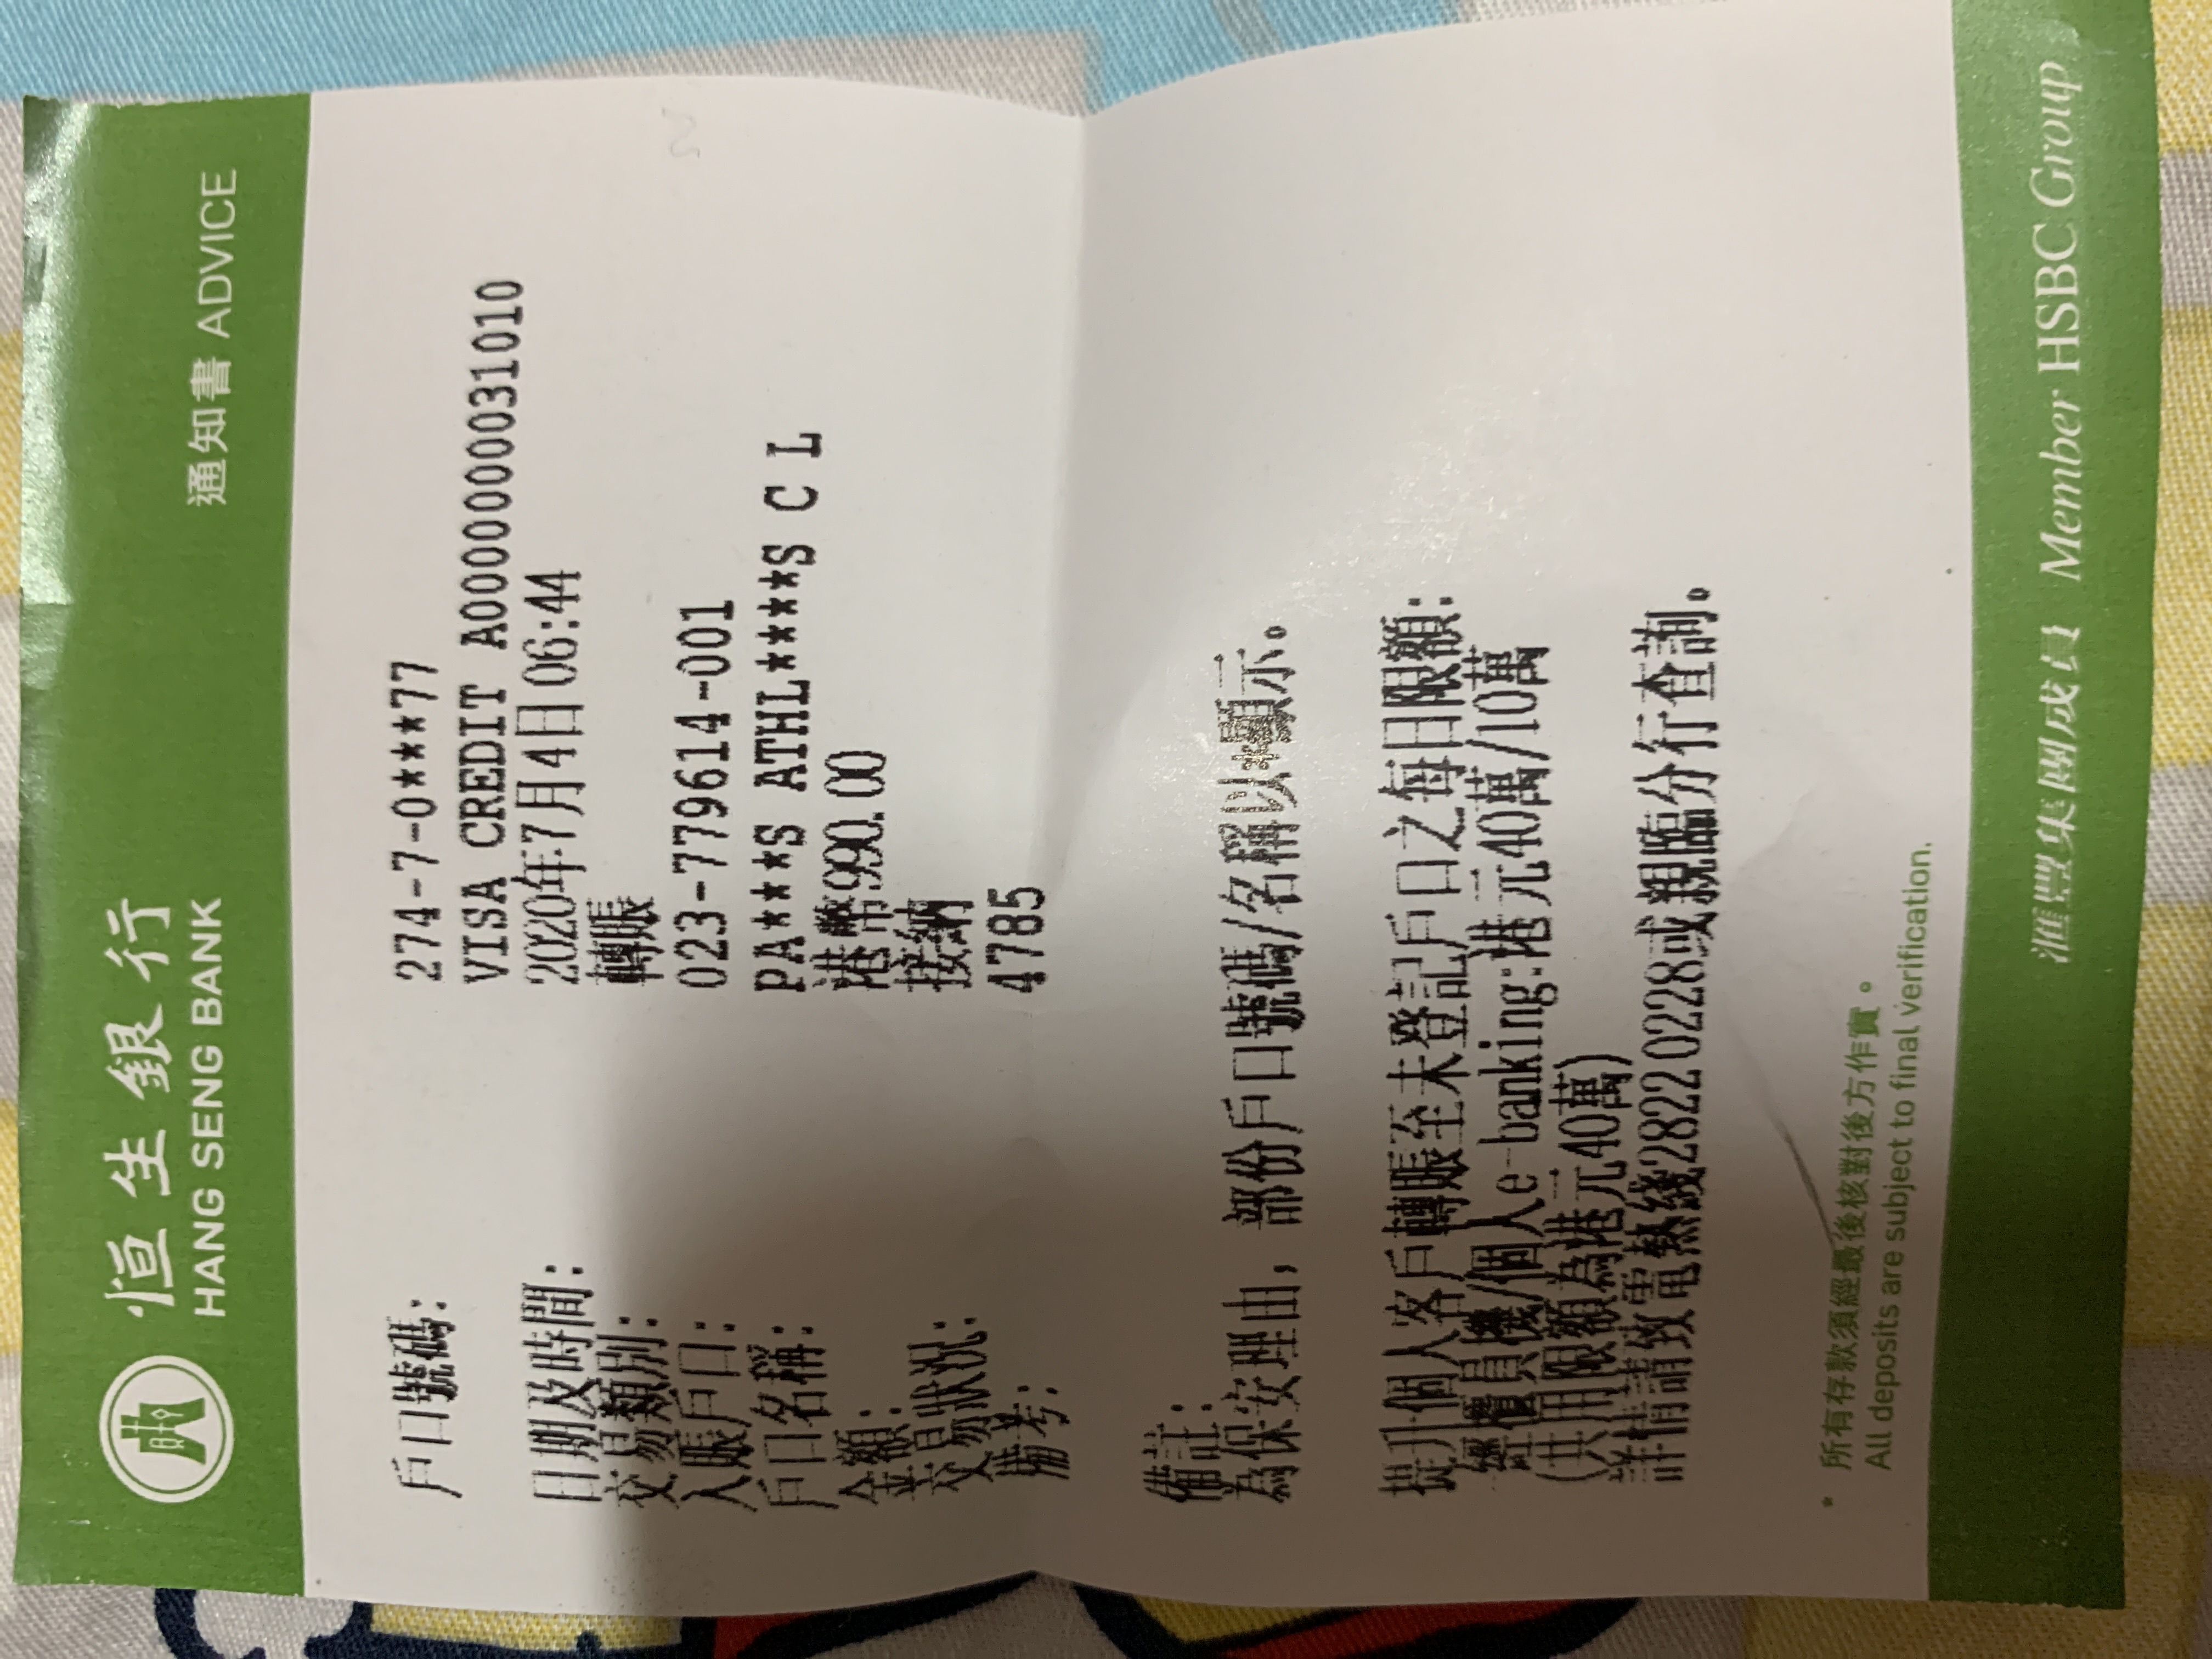 恒生銀行
HANG SENG BANK
通知書 ADVICE
戶口號碼: 274-7-0***77
VISA CREDIT A0000000031010
日期及時間: 2020年7月4日 06:44
交易類別: 轉賬
入賬戶口: 023-779614-001
戶口名稱: PA***S ATHL****S C L
金額: 港幣990.00
交易狀況: 接納
備考: 4785
備註:
為保安理由, 部份戶口號碼/名稱以*顯示。
提升個人客戶轉賬至未登記戶口之每日限額:
經櫃員機/個人e-banking:港元40萬/10萬
(共用限額為港元40萬)
詳情請致電熱綫2822 0228或親臨分行查詢。
* 所有存款須經最後核對後方作實。
All deposits are subject to final verification.
滙豐集團成員 Member HSBC Group